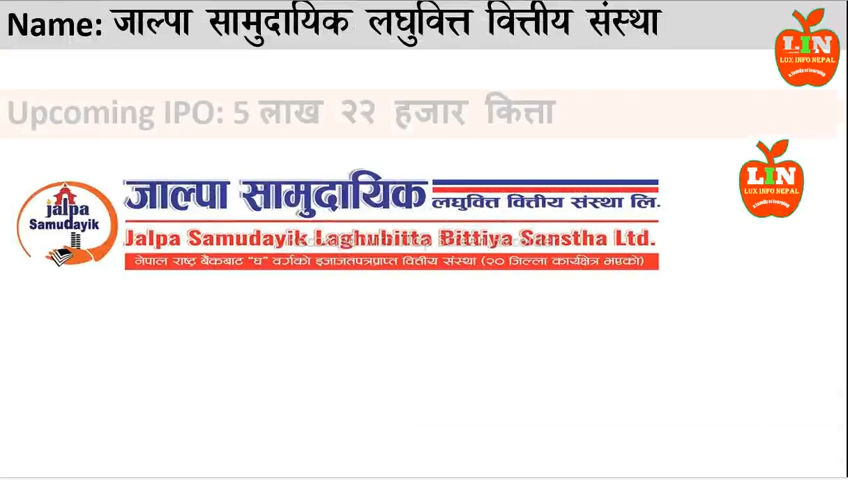 Name: जाल्पा सामुदायिक लघुवित्त वित्तीय संस्था
LIN
LUX INFO NEPAL
Upcoming IPO: 5 लाख २२ हजार कित्ता
LIN
LUX INFO NEPAL
jalpa
Samudayik
जाल्पा सामुदायिक लघुवित्त वित्तीय संस्था लि.
Jalpa Samudayik Laghubitta Bittiya Sanstha Ltd.
नेपाल राष्ट्र बैंकबाट "घ" वर्गको इजाजतपत्रप्राप्त वित्तीय संस्था (२० जिल्ला कार्यक्षेत्र भएको)